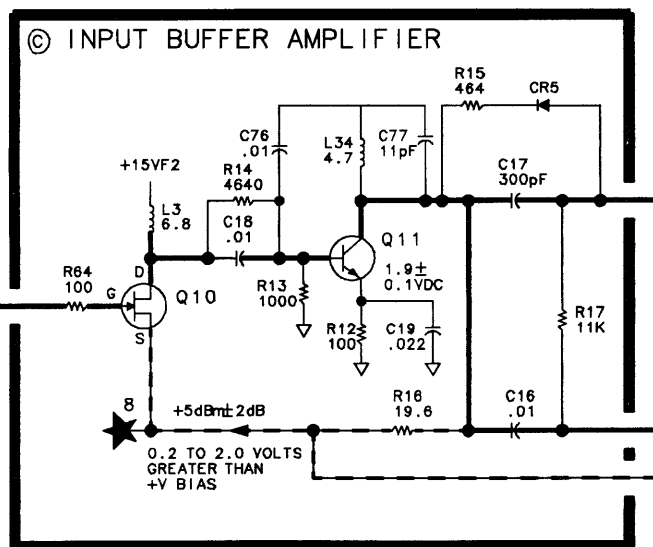 © INPUT BUFFER AMPLIFIER
R15
464
CR5
C76
.01
L34
4.7
C77
11pF
+15VF2
R14
4640
C17
300pF
L3
6.8
C18
.01
Q11
R64
100
D
G
S
Q10
R13
1000
1.9±
0.1VDC
R12
100
C19
.022
R17
11K
8
+5dBm±2dB
R16
19.6
C16
.01
0.2 TO 2.0 VOLTS
GREATER THAN
+V BIAS